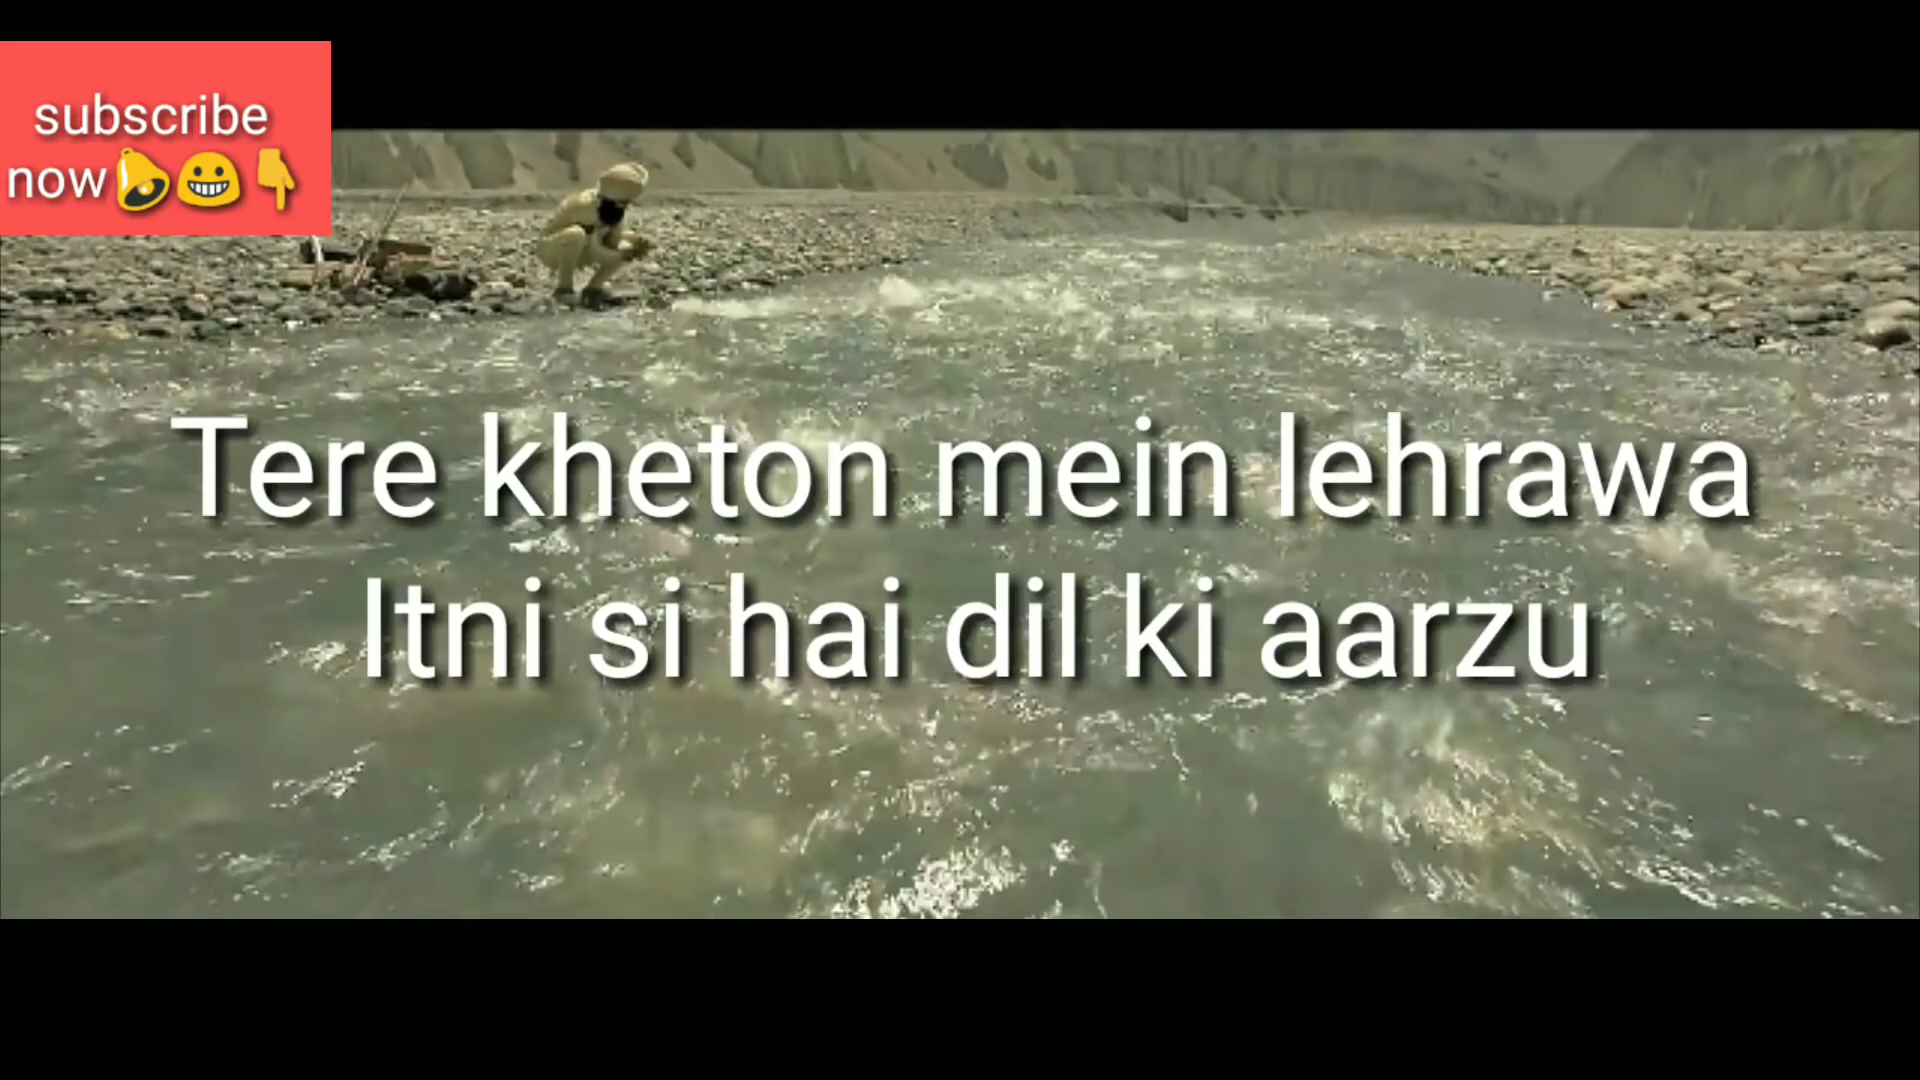 subscribe
now🔔😀👇
Tere kheton mein lehrawa
Itni si hai dil ki aarzu